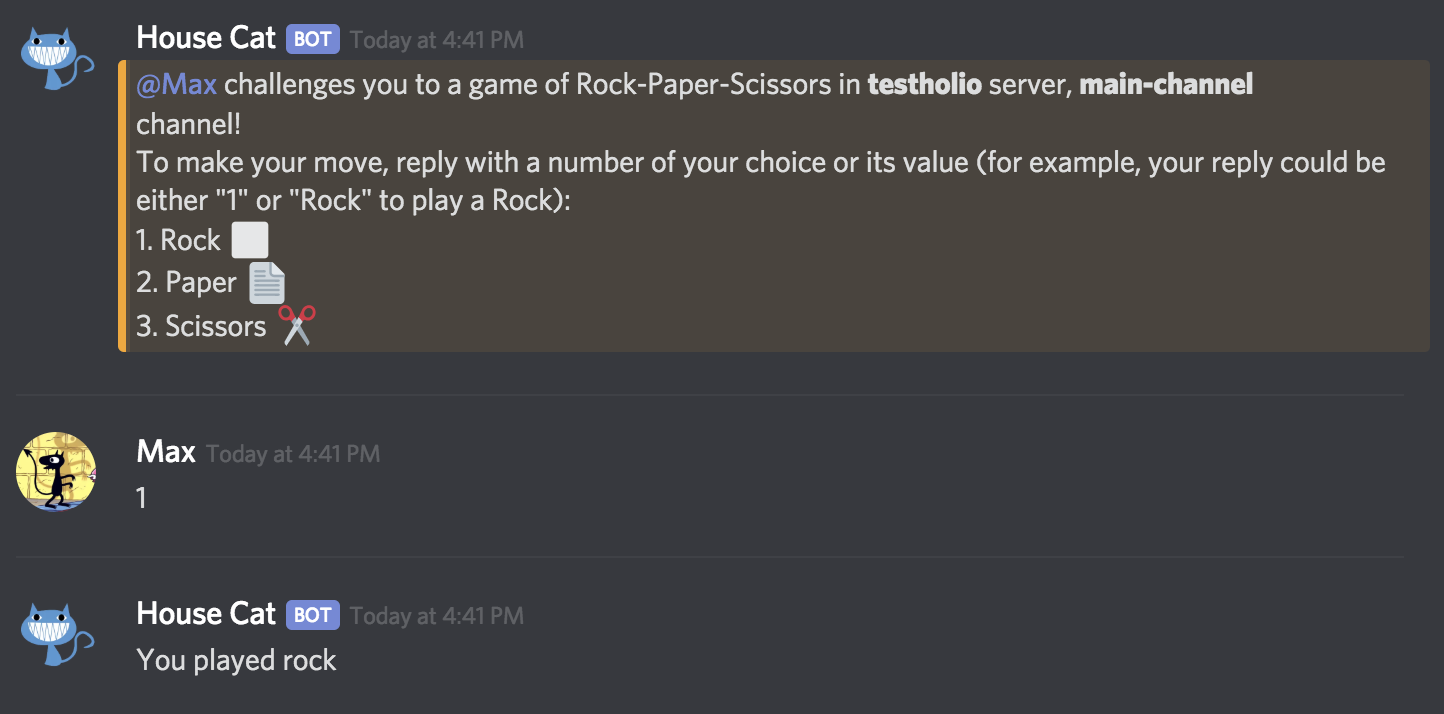 House Cat BOT Today at 4:41 PM
@Max challenges you to a game of Rock-Paper-Scissors in testholio server, main-channel
channel!
To make your move, reply with a number of your choice or its value (for example, your reply could be
either "1" or "Rock" to play a Rock):
1. Rock
2. Paper
3. Scissors
Max Today at 4:41 PM
1
House Cat BOT Today at 4:41 PM
You played rock